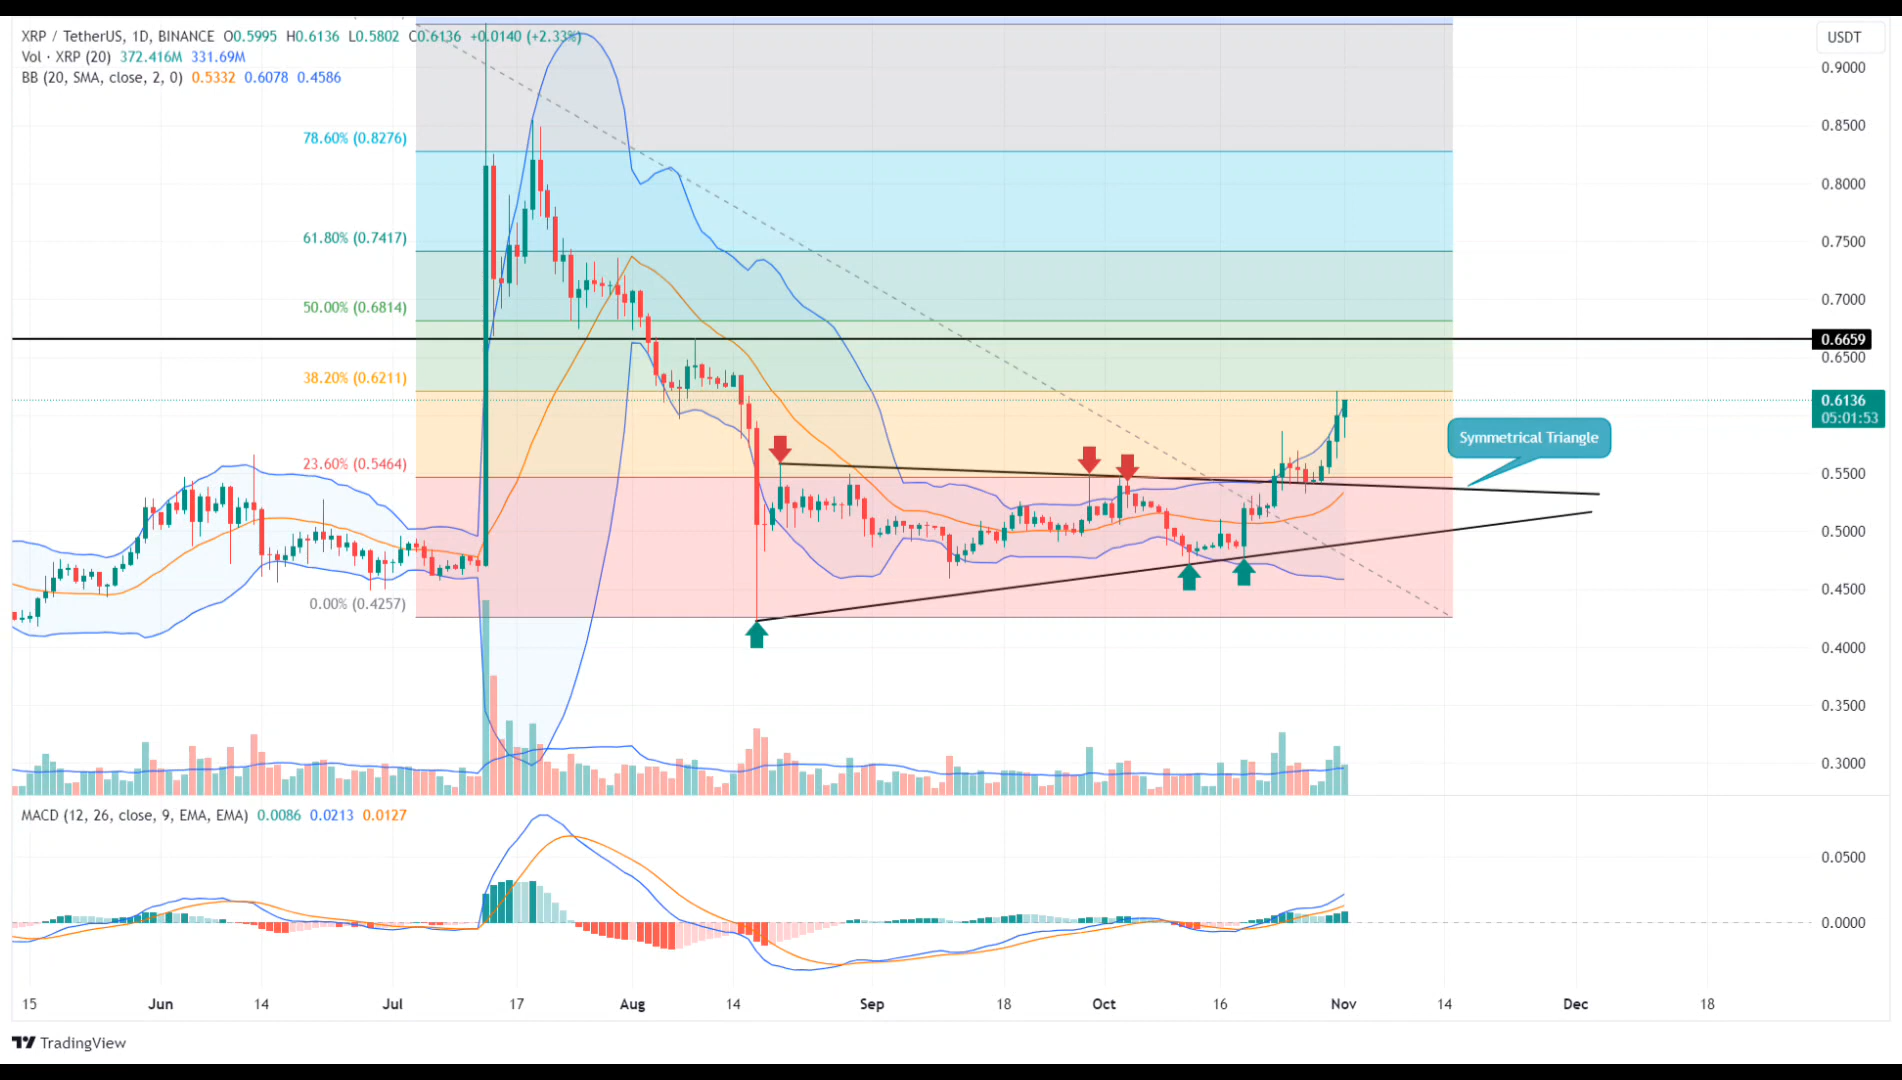 XRP / TetherUS, 1D, BINANCE O0.5995 H0.6136 L0.5802 C0.6136 +0.0140 (+2.33%)
Vol · XRP (20) 372.416M 331.69M
BB (20, SMA, close, 2, 0) 0.5332 0.6078 0.4586
USDT
0.9000
0.8500
0.8000
0.7500
0.7000
0.6659
0.6500
0.6136
05:01:53
0.5500
0.5000
0.4500
0.4000
0.3500
0.3000
78.60% (0.8276)
61.80% (0.7417)
50.00% (0.6814)
38.20% (0.6211)
23.60% (0.5464)
0.00% (0.4257)
Symmetrical Triangle
MACD (12, 26, close, 9, EMA, EMA) 0.0086 0.0213 0.0127
0.0500
0.0000
15 Jun 14 Jul 17 Aug 14 Sep 18 Oct 16 Nov 14 Dec 18
TradingView